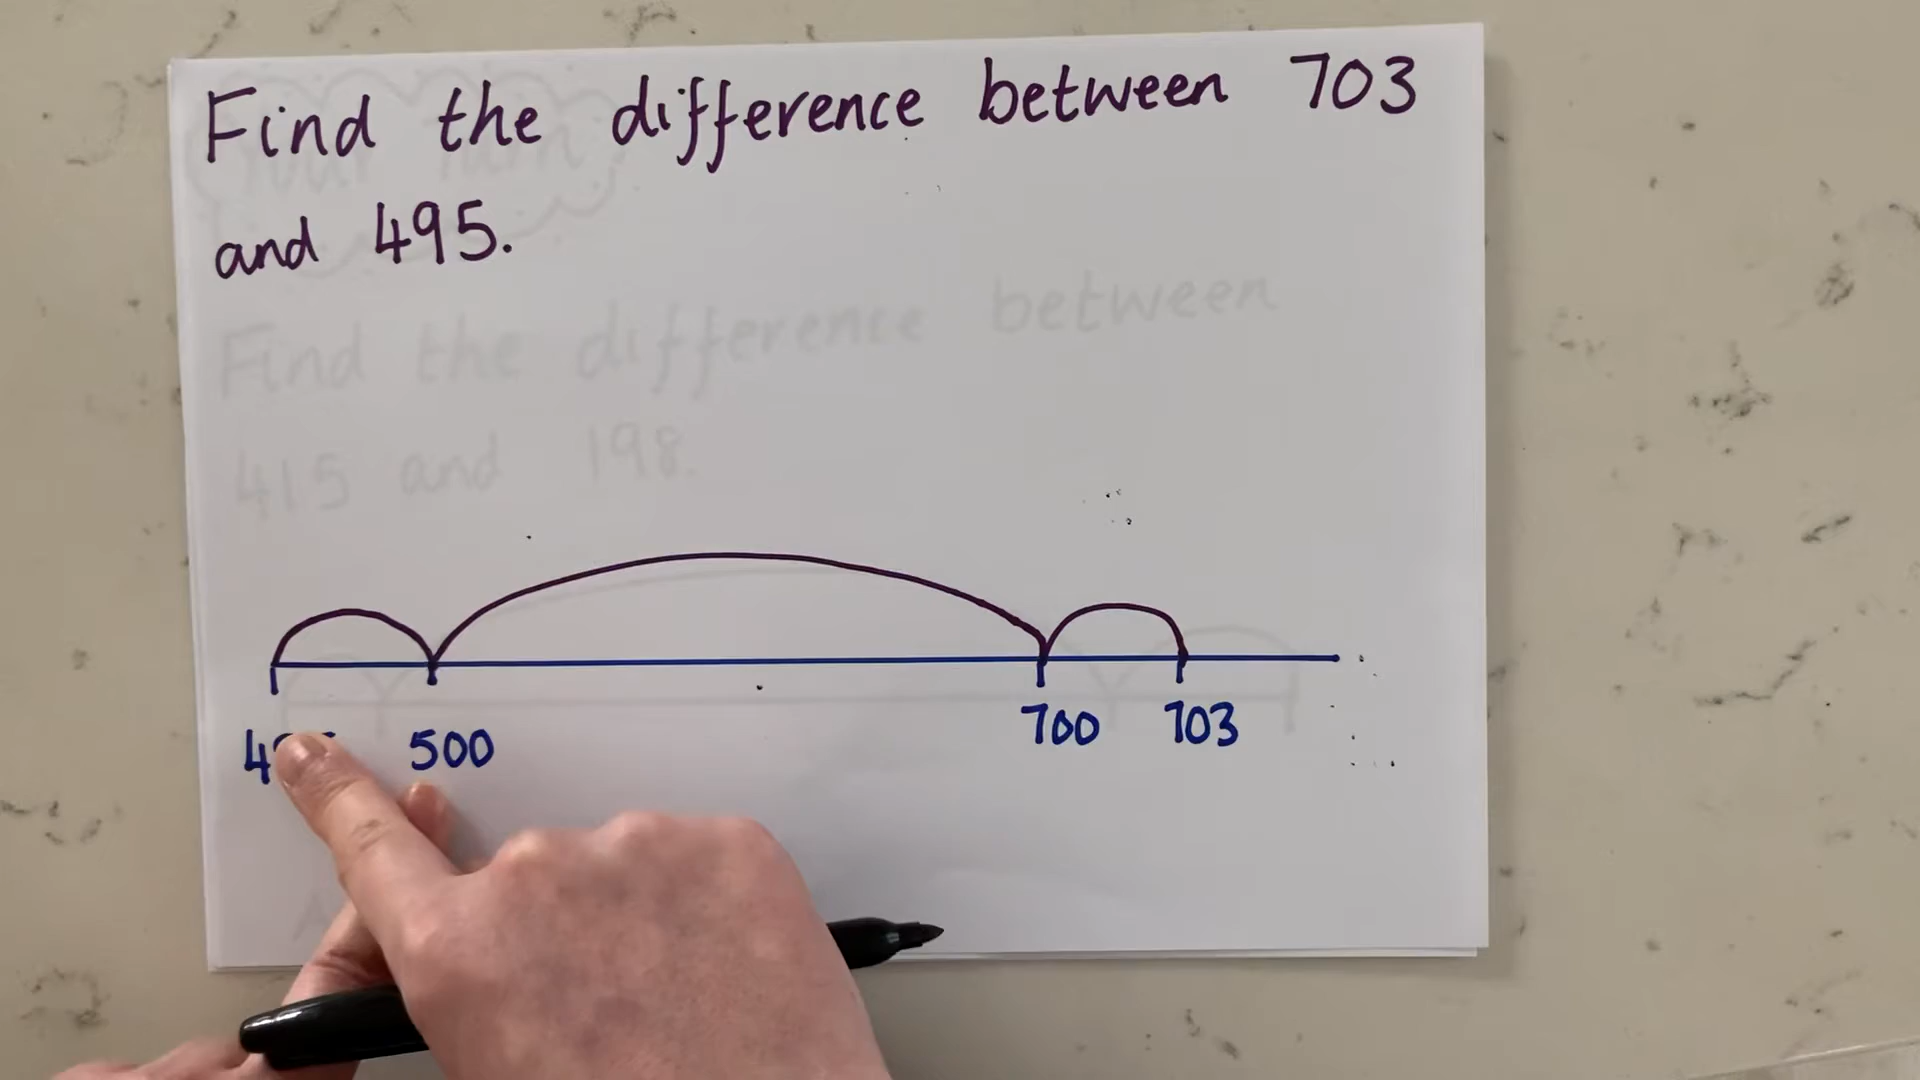 Find the difference between 703
and 495.
Find the difference between
415 and 198.
500 700 703